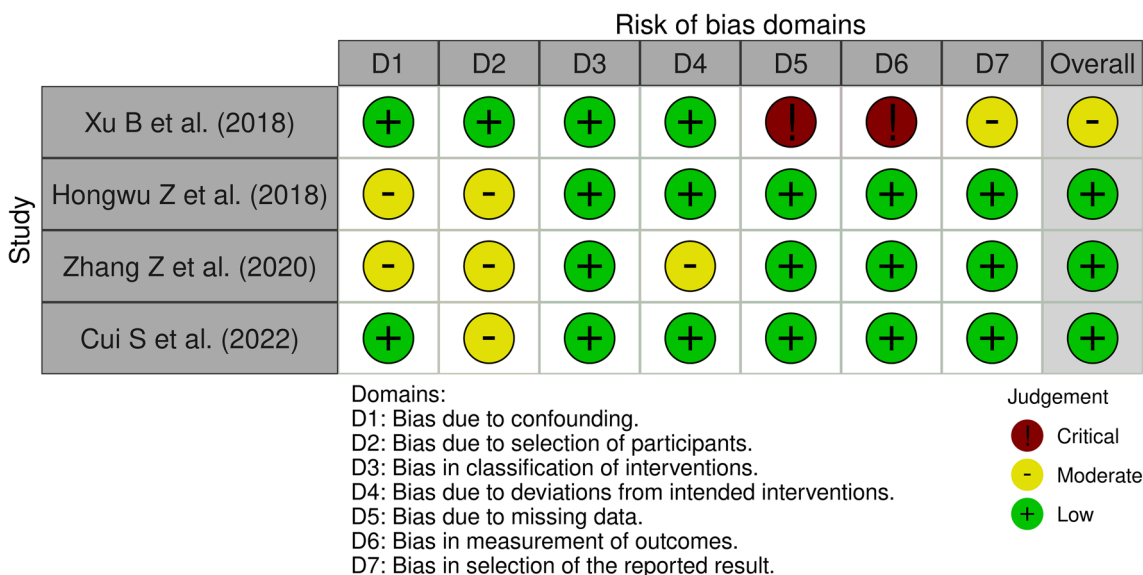 Risk of bias domains
D1 D2 D3 D4 D5 D6 D7 Overall
Study
Xu B et al. (2018) + + + + ! ! - -
Hongwu Z et al. (2018) - - + + + + + +
Zhang Z et al. (2020) - - + - + + + +
Cui S et al. (2022) + - + + + + + +
Domains:
D1: Bias due to confounding.
D2: Bias due to selection of participants.
D3: Bias in classification of interventions.
D4: Bias due to deviations from intended interventions.
D5: Bias due to missing data.
D6: Bias in measurement of outcomes.
D7: Bias in selection of the reported result.
Judgement
! Critical
- Moderate
+ Low